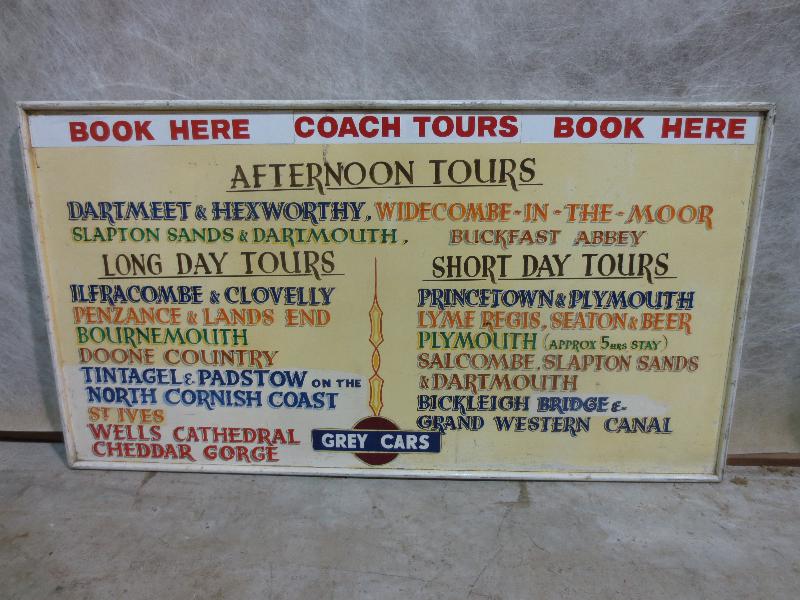 BOOK HERE COACH TOURS BOOK HERE
AFTERNOON TOURS
DARTMEET & HEXWORTHY, WIDECOMBE-IN-THE-MOOR
SLAPTON SANDS & DARTMOUTH, BUCKFAST ABBEY
LONG DAY TOURS
ILFRACOMBE & CLOVELLY
PENZANCE & LANDS END
BOURNEMOUTH
DOONE COUNTRY
TINTAGEL & PADSTOW ON THE
NORTH CORNISH COAST
ST IVES
WELLS CATHEDRAL
CHEDDAR GORGE
SHORT DAY TOURS
PRINCETOWN & PLYMOUTH
LYME REGIS, SEATON & BEER
PLYMOUTH (APPROX 5HRS STAY)
SALCOMBE, SLAPTON SANDS
& DARTMOUTH
BICKLEIGH BRIDGE &
GRAND WESTERN CANAL
GREY CARS